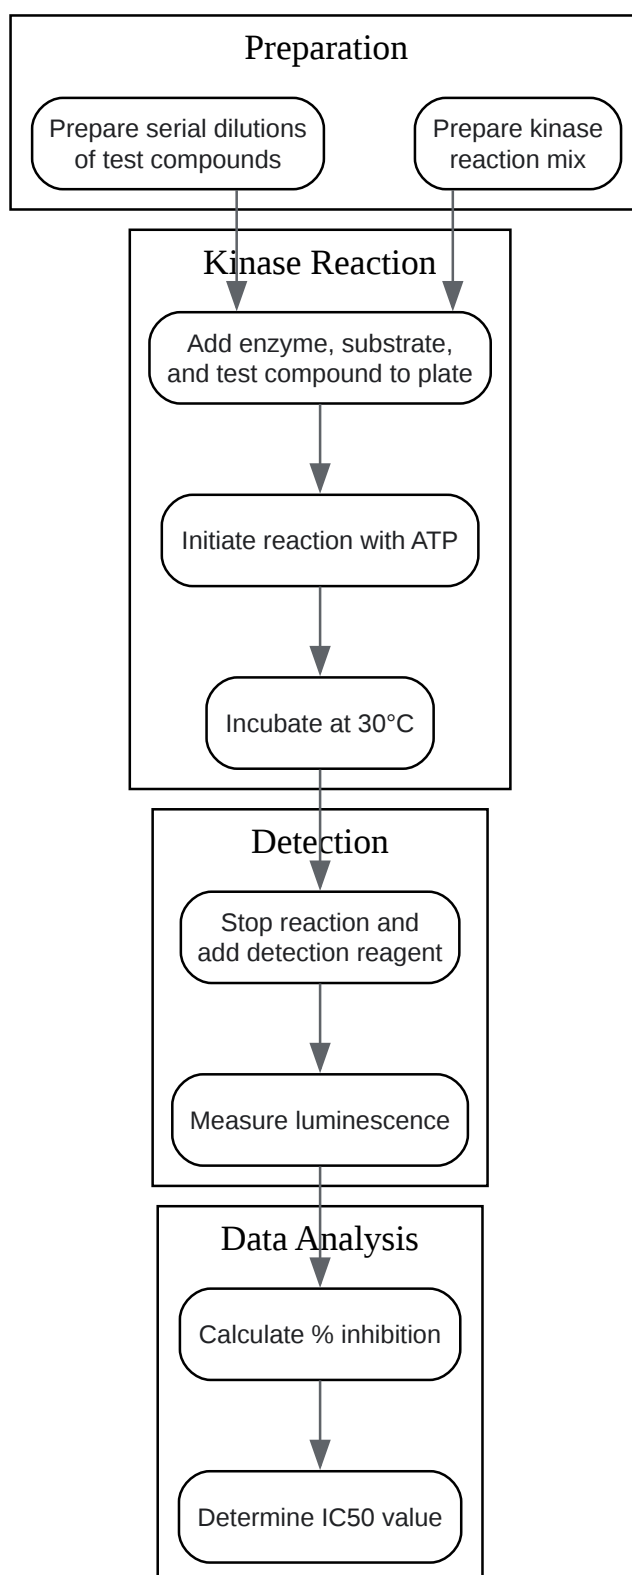 Preparation
Prepare serial dilutions
of test compounds
Prepare kinase
reaction mix
Kinase Reaction
Add enzyme, substrate,
and test compound to plate
Initiate reaction with ATP
Incubate at 30°C
Detection
Stop reaction and
add detection reagent
Measure luminescence
Data Analysis
Calculate % inhibition
Determine IC50 value